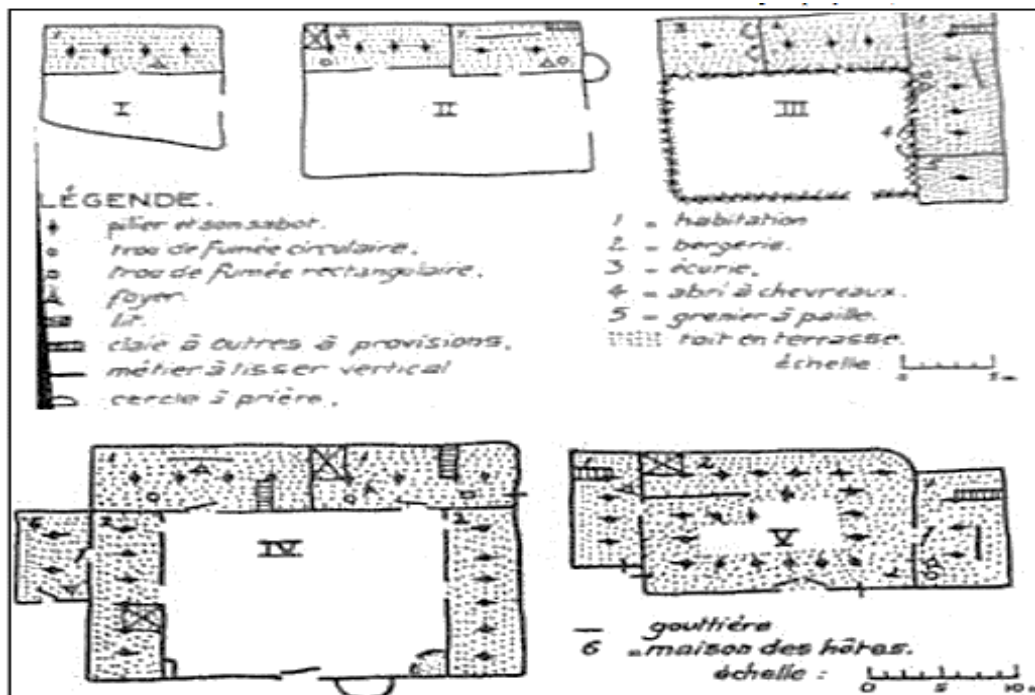 I
II
III
LÉGENDE.
pilier et son sabot.
trou de fumée circulaire.
trou de fumée rectangulaire.
foyer.
lit.
claie à outres à provisions.
métier à tisser vertical
cercle à prière.
1 = habitation
2 = bergerie.
3 = écurie.
4 = abri à chevreaux.
5 = grenier à paille.
toit en terrasse.
échelle :
0 5 m
IV
V
gouttière
6 = maison des hôtes.
échelle :
0 5 10